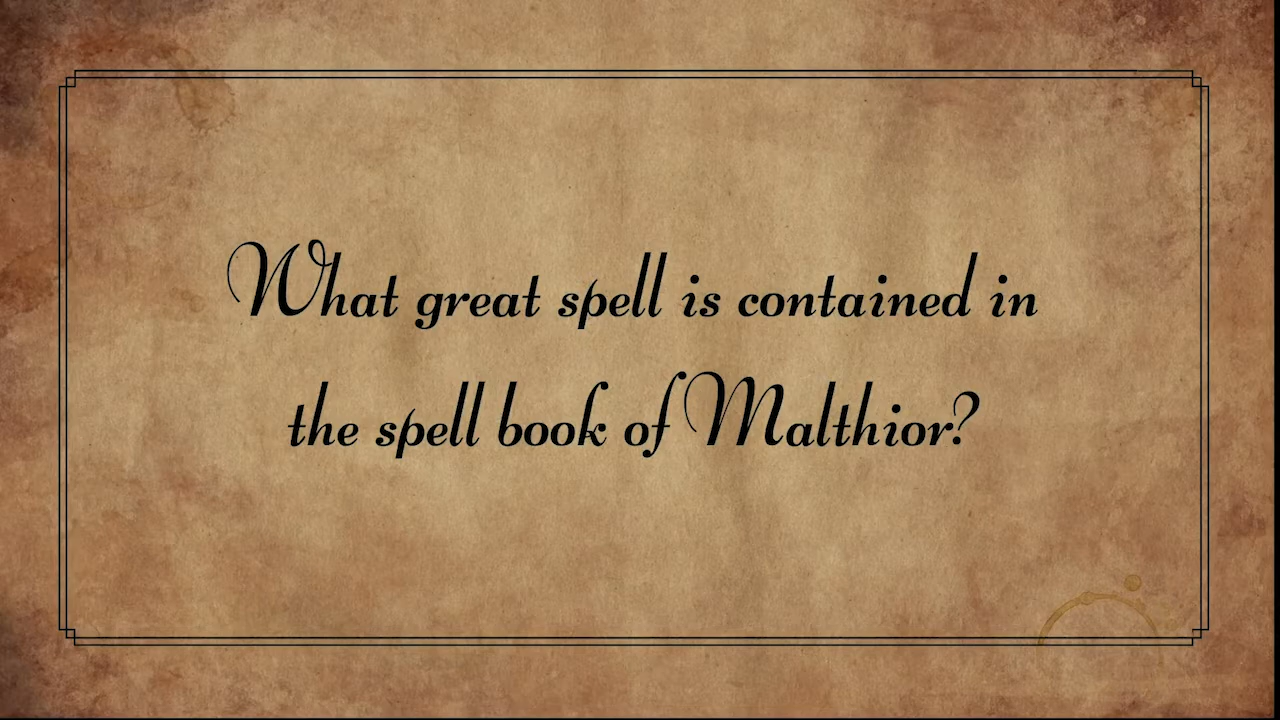 What great spell is contained in
the spell book of Malthior?